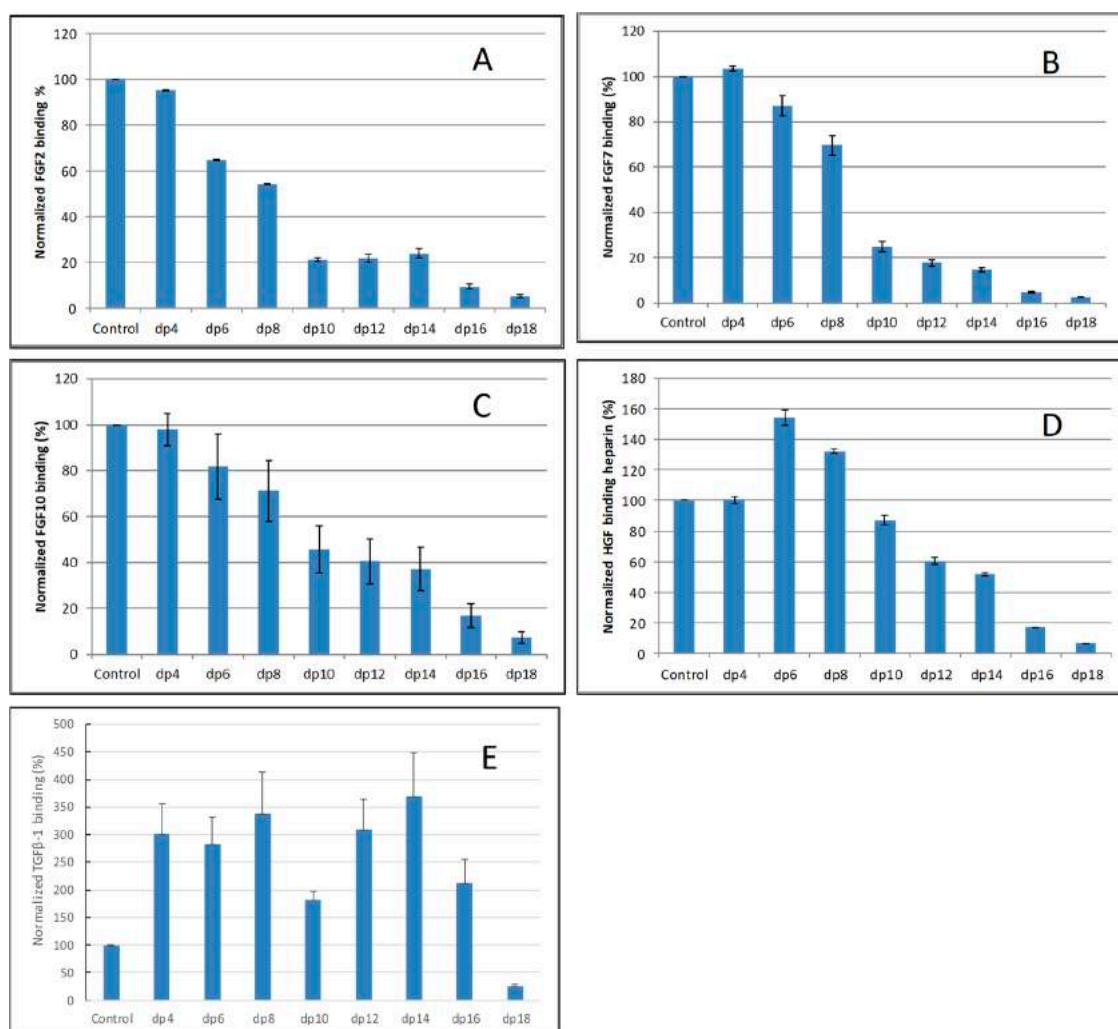 A
Normalized FGF2 binding %
120
100
80
60
40
20
0
Control dp4 dp6 dp8 dp10 dp12 dp14 dp16 dp18
B
Normalized FGF7 binding (%)
120
100
80
60
40
20
0
Control dp4 dp6 dp8 dp10 dp12 dp14 dp16 dp18
C
Normalized FGF10 binding (%)
120
100
80
60
40
20
0
Control dp4 dp6 dp8 dp10 dp12 dp14 dp16 dp18
D
Normalized HGF binding heparin (%)
180
160
140
120
100
80
60
40
20
0
Control dp4 dp6 dp8 dp10 dp12 dp14 dp16 dp18
E
Normalized TGFβ-1 binding (%)
500
450
400
350
300
250
200
150
100
50
0
Control dp4 dp6 dp8 dp10 dp12 dp14 dp16 dp18